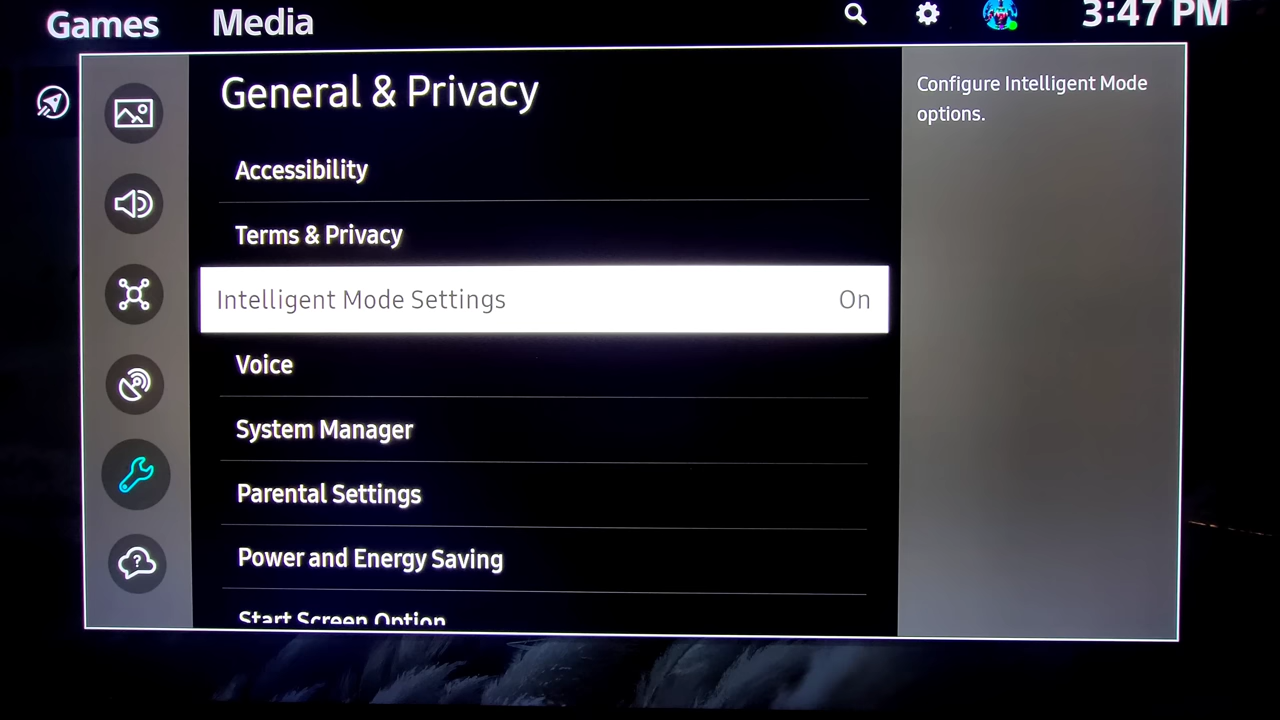 Games Media 3:47 PM
General & Privacy
Accessibility
Terms & Privacy
Intelligent Mode Settings On
Voice
System Manager
Parental Settings
Power and Energy Saving
Start Screen Option
Configure Intelligent Mode
options.
?